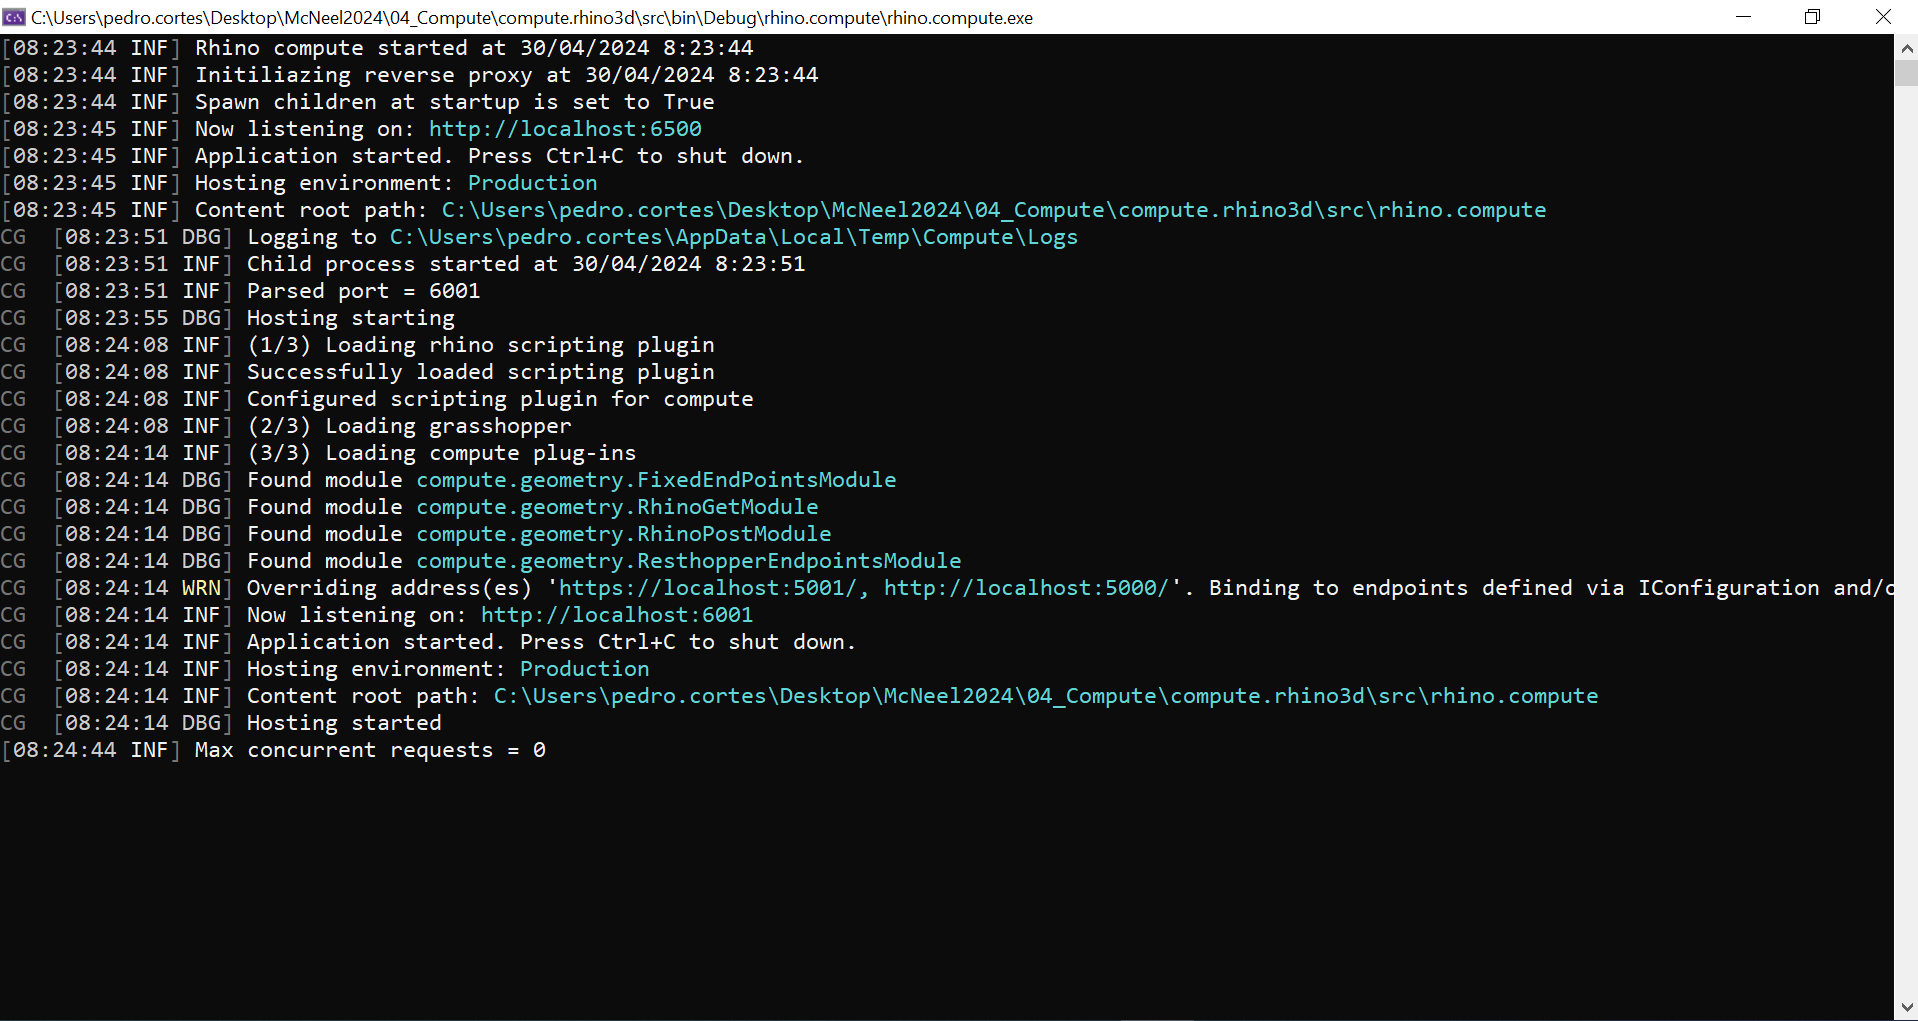 C:\Users\pedro.cortes\Desktop\McNeel2024\04_Compute\compute.rhino3d\src\bin\Debug\rhino.compute\rhino.compute.exe
[08:23:44 INF] Rhino compute started at 30/04/2024 8:23:44
[08:23:44 INF] Initiliazing reverse proxy at 30/04/2024 8:23:44
[08:23:44 INF] Spawn children at startup is set to True
[08:23:45 INF] Now listening on: http://localhost:6500
[08:23:45 INF] Application started. Press Ctrl+C to shut down.
[08:23:45 INF] Hosting environment: Production
[08:23:45 INF] Content root path: C:\Users\pedro.cortes\Desktop\McNeel2024\04_Compute\compute.rhino3d\src\rhino.compute
CG  [08:23:51 DBG] Logging to C:\Users\pedro.cortes\AppData\Local\Temp\Compute\Logs
CG  [08:23:51 INF] Child process started at 30/04/2024 8:23:51
CG  [08:23:51 INF] Parsed port = 6001
CG  [08:23:55 DBG] Hosting starting
CG  [08:24:08 INF] (1/3) Loading rhino scripting plugin
CG  [08:24:08 INF] Successfully loaded scripting plugin
CG  [08:24:08 INF] Configured scripting plugin for compute
CG  [08:24:08 INF] (2/3) Loading grasshopper
CG  [08:24:14 INF] (3/3) Loading compute plug-ins
CG  [08:24:14 DBG] Found module compute.geometry.FixedEndPointsModule
CG  [08:24:14 DBG] Found module compute.geometry.RhinoGetModule
CG  [08:24:14 DBG] Found module compute.geometry.RhinoPostModule
CG  [08:24:14 DBG] Found module compute.geometry.ResthopperEndpointsModule
CG  [08:24:14 WRN] Overriding address(es) 'https://localhost:5001/, http://localhost:5000/'. Binding to endpoints defined via IConfiguration and/o
CG  [08:24:14 INF] Now listening on: http://localhost:6001
CG  [08:24:14 INF] Application started. Press Ctrl+C to shut down.
CG  [08:24:14 INF] Hosting environment: Production
CG  [08:24:14 INF] Content root path: C:\Users\pedro.cortes\Desktop\McNeel2024\04_Compute\compute.rhino3d\src\rhino.compute
CG  [08:24:14 DBG] Hosting started
[08:24:44 INF] Max concurrent requests = 0